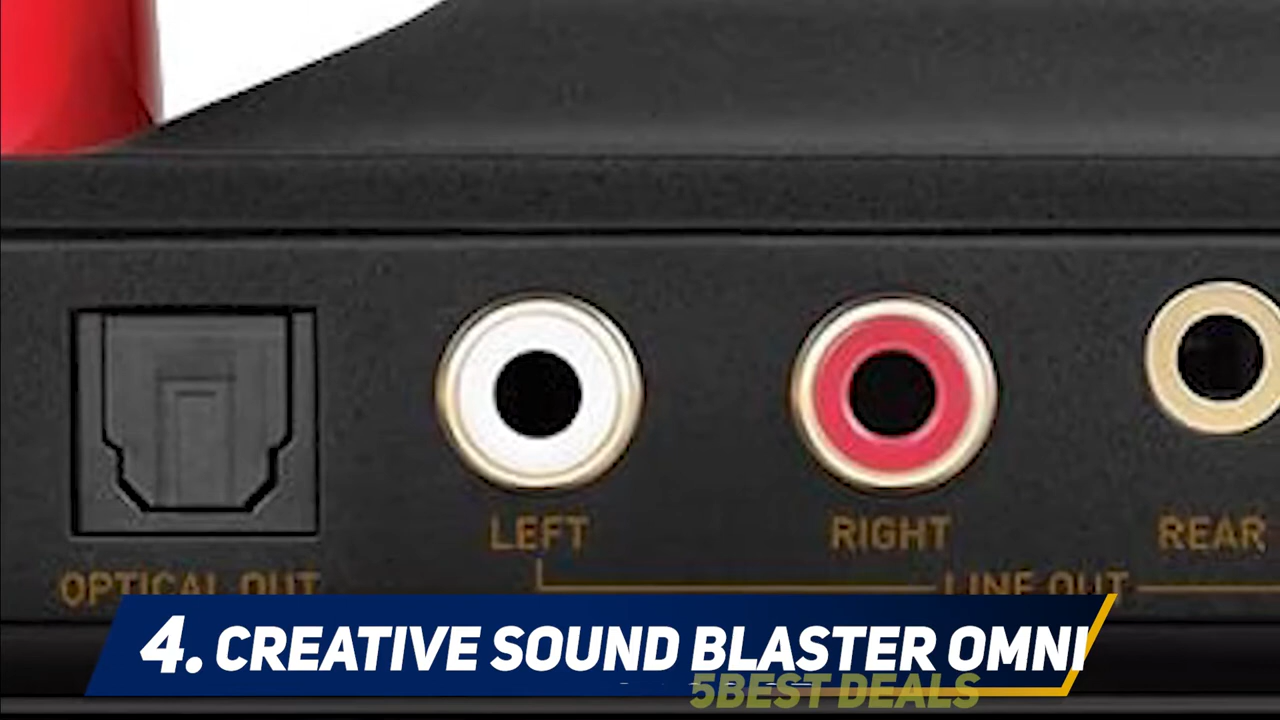 LEFT
RIGHT
REAR
OPTICAL OUT
LINE OUT
4. CREATIVE SOUND BLASTER OMNI
5BEST DEALS